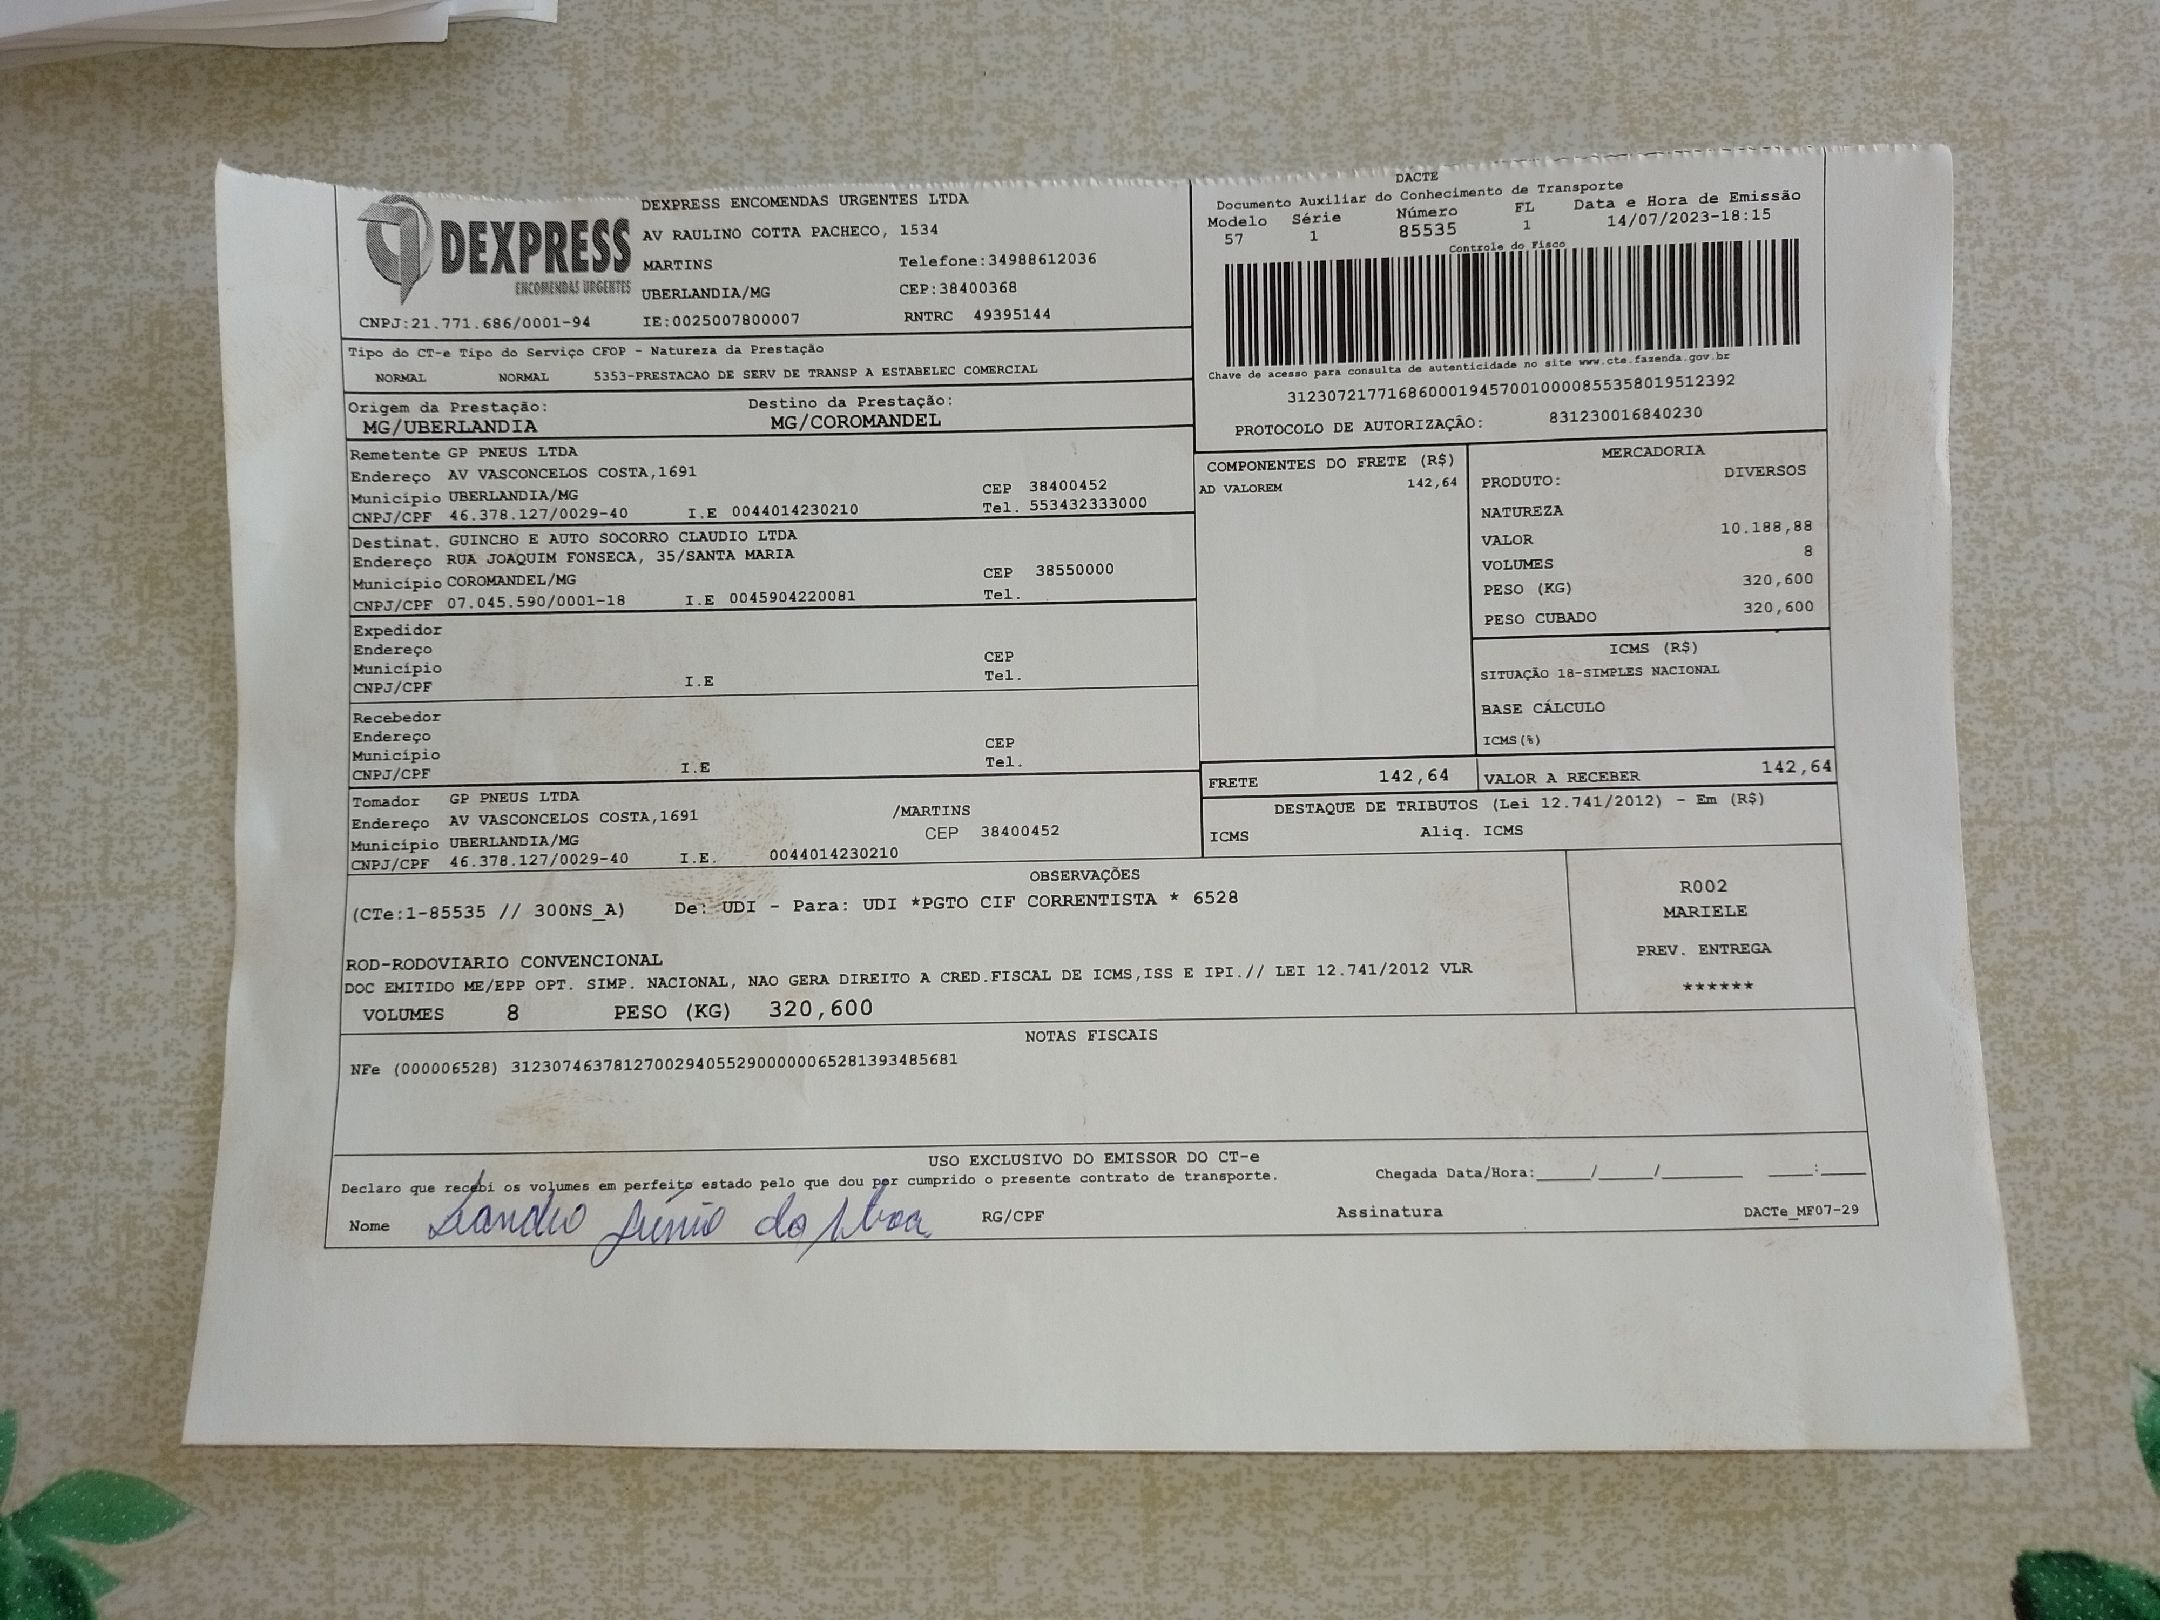 DEXPRESS
ENCOMENDAS URGENTES
CNPJ:21.771.686/0001-94
DEXPRESS ENCOMENDAS URGENTES LTDA
AV RAULINO COTTA PACHECO, 1534
MARTINS Telefone:34988612036
UBERLANDIA/MG CEP:38400368
IE:0025007800007 RNTRC 49395144
DACTE
Documento Auxiliar do Conhecimento de Transporte
Modelo Série Número FL Data e Hora de Emissão
57 1 85535 1 14/07/2023-18:15
Controle do Fisco
Chave de acesso para consulta de autenticidade no site www.cte.fazenda.gov.br
31230721771686000194570010000855358019512392
PROTOCOLO DE AUTORIZAÇÃO: 831230016840230
Tipo do CT-e Tipo do Serviço CFOP - Natureza da Prestação
NORMAL NORMAL 5353-PRESTACAO DE SERV DE TRANSP A ESTABELEC COMERCIAL
Origem da Prestação: Destino da Prestação:
MG/UBERLANDIA MG/COROMANDEL
Remetente GP PNEUS LTDA
Endereço AV VASCONCELOS COSTA,1691
Município UBERLANDIA/MG CEP 38400452
CNPJ/CPF 46.378.127/0029-40 I.E 0044014230210 Tel. 553432333000
Destinat. GUINCHO E AUTO SOCORRO CLAUDIO LTDA
Endereço RUA JOAQUIM FONSECA, 35/SANTA MARIA
Município COROMANDEL/MG CEP 38550000
CNPJ/CPF 07.045.590/0001-18 I.E 0045904220081 Tel.
Expedidor
Endereço
Município CEP
CNPJ/CPF I.E Tel.
Recebedor
Endereço
Município CEP
CNPJ/CPF I.E Tel.
Tomador GP PNEUS LTDA
Endereço AV VASCONCELOS COSTA,1691 /MARTINS
Município UBERLANDIA/MG CEP 38400452
CNPJ/CPF 46.378.127/0029-40 I.E. 0044014230210
COMPONENTES DO FRETE (R$)
AD VALOREM 142,64
MERCADORIA
PRODUTO: DIVERSOS
NATUREZA
VALOR 10.188,88
VOLUMES 8
PESO (KG) 320,600
PESO CUBADO 320,600
ICMS (R$)
SITUAÇÃO 18-SIMPLES NACIONAL
BASE CÁLCULO
ICMS(%)
FRETE 142,64 VALOR A RECEBER 142,64
DESTAQUE DE TRIBUTOS (Lei 12.741/2012) - Em (R$)
ICMS Aliq. ICMS
OBSERVAÇÕES
(CTe:1-85535 // 300NS_A) De: UDI - Para: UDI *PGTO CIF CORRENTISTA * 6528
ROD-RODOVIARIO CONVENCIONAL
DOC EMITIDO ME/EPP OPT. SIMP. NACIONAL, NAO GERA DIREITO A CRED.FISCAL DE ICMS,ISS E IPI.// LEI 12.741/2012 VLR
VOLUMES 8 PESO (KG) 320,600
R002
MARIELE
PREV. ENTREGA
******
NOTAS FISCAIS
NFe (000006528) 31230746378127002940552900000065281393485681
USO EXCLUSIVO DO EMISSOR DO CT-e
Declaro que recebi os volumes em perfeito estado pelo que dou por cumprido o presente contrato de transporte. Chegada Data/Hora:_____/_____/________ ____:_____
Nome Leandro Júnio da RG/CPF Assinatura DACTe_MF07-29